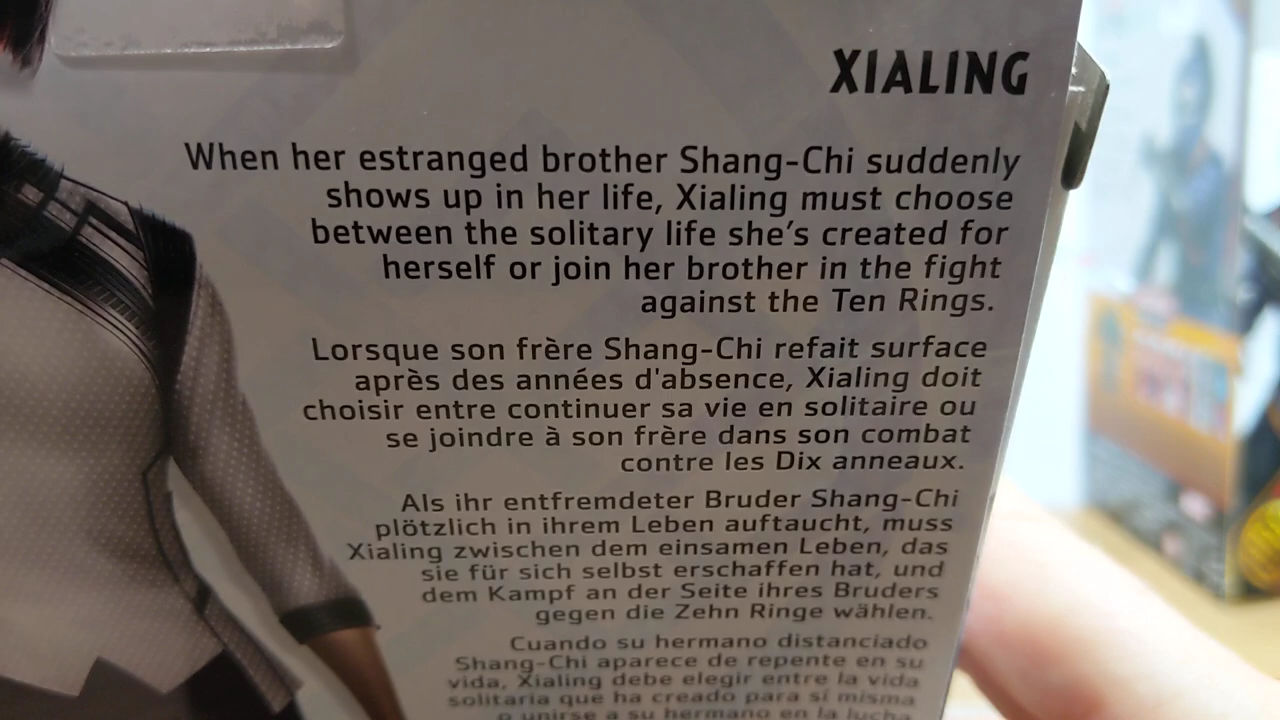 XIALING
When her estranged brother Shang-Chi suddenly
shows up in her life, Xialing must choose
between the solitary life she's created for
herself or join her brother in the fight
against the Ten Rings.
Lorsque son frère Shang-Chi refait surface
après des années d'absence, Xialing doit
choisir entre continuer sa vie en solitaire ou
se joindre à son frère dans son combat
contre les Dix anneaux.
Als ihr entfremdeter Bruder Shang-Chi
plötzlich in ihrem Leben auftaucht, muss
Xialing zwischen dem einsamen Leben, das
sie für sich selbst erschaffen hat, und
dem Kampf an der Seite ihres Bruders
gegen die Zehn Ringe wählen.
Cuando su hermano distanciado
Shang-Chi aparece de repente en su
vida, Xialing debe elegir entre la vida
solitaria que ha creado para sí misma
o unirse a su hermano en la lucha